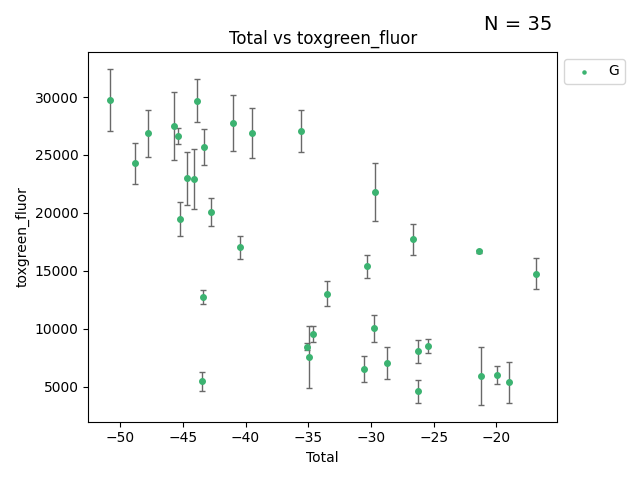 N = 35
Total vs toxgreen_fluor
G
toxgreen_fluor
30000
25000
20000
15000
10000
5000
−50 −45 −40 −35 −30 −25 −20
Total